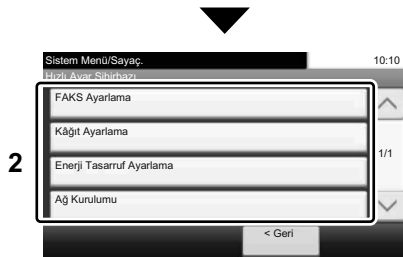 Sistem Menü/Sayaç.
10:10
Hızlı Ayar Sihirbazı
FAKS Ayarlama
Kâğıt Ayarlama
1/1
2
Enerji Tasarruf Ayarlama
Ağ Kurulumu
< Geri